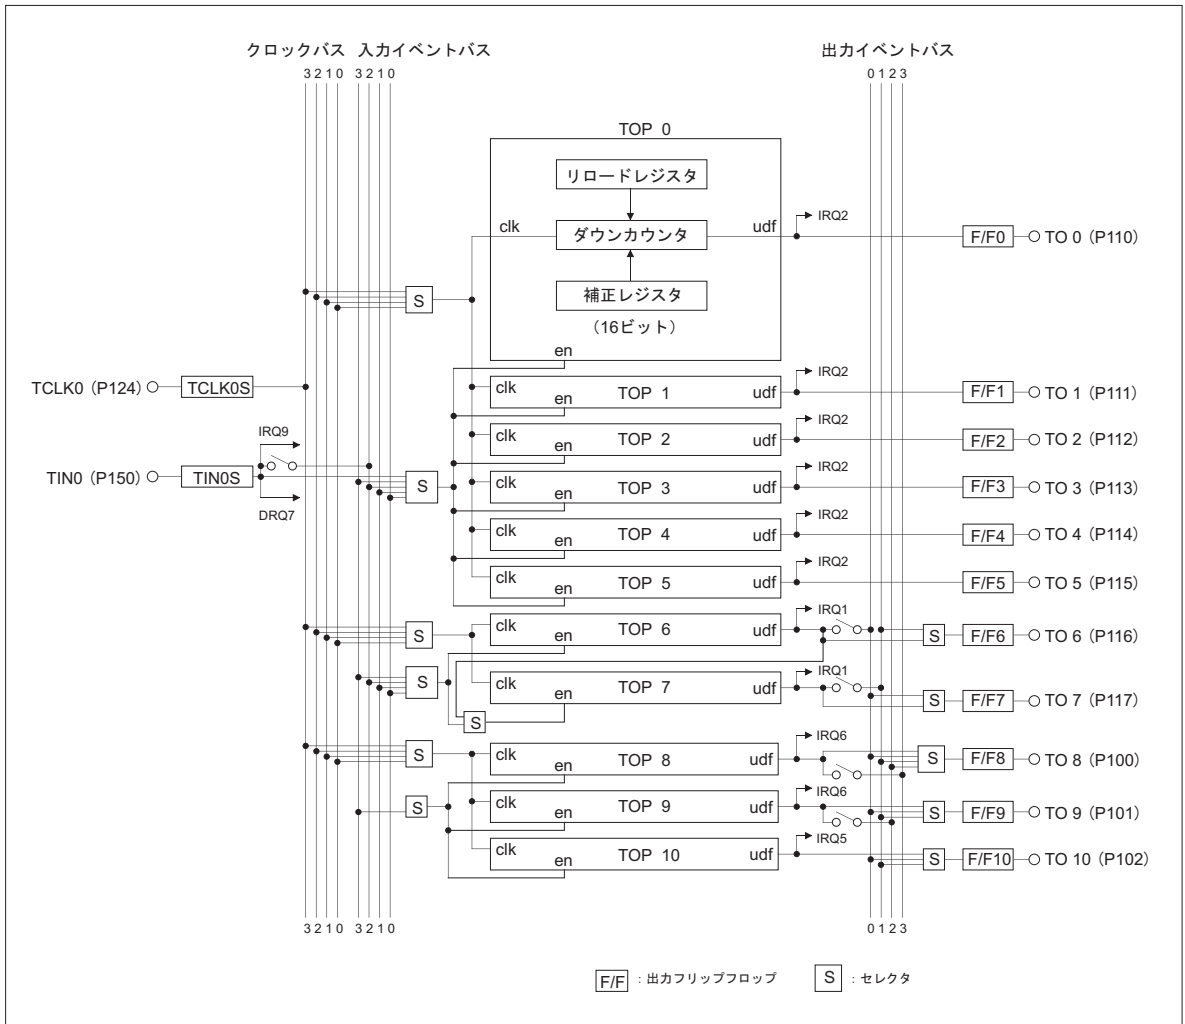 クロックバス 入力イベントバス 出力イベントバス
3 2 1 0 3 2 1 0 0 1 2 3
TOP 0
リロードレジスタ
clk ダウンカウンタ udf IRQ2 F/F0 TO 0 (P110)
S 補正レジスタ
(16ビット)
en
TCLK0 (P124) TCLK0S clk en TOP 1 udf IRQ2 F/F1 TO 1 (P111)
clk en TOP 2 udf IRQ2 F/F2 TO 2 (P112)
TIN0 (P150) TIN0S IRQ9 DRQ7 S clk en TOP 3 udf IRQ2 F/F3 TO 3 (P113)
clk en TOP 4 udf IRQ2 F/F4 TO 4 (P114)
clk en TOP 5 udf IRQ2 F/F5 TO 5 (P115)
S clk en TOP 6 udf IRQ1 S F/F6 TO 6 (P116)
S clk en TOP 7 udf IRQ1 S F/F7 TO 7 (P117)
S
S clk en TOP 8 udf IRQ6 S F/F8 TO 8 (P100)
S clk en TOP 9 udf IRQ6 S F/F9 TO 9 (P101)
clk en TOP 10 udf IRQ5 S F/F10 TO 10 (P102)
3 2 1 0 3 2 1 0 0 1 2 3
F/F : 出力フリップフロップ S : セレクタ